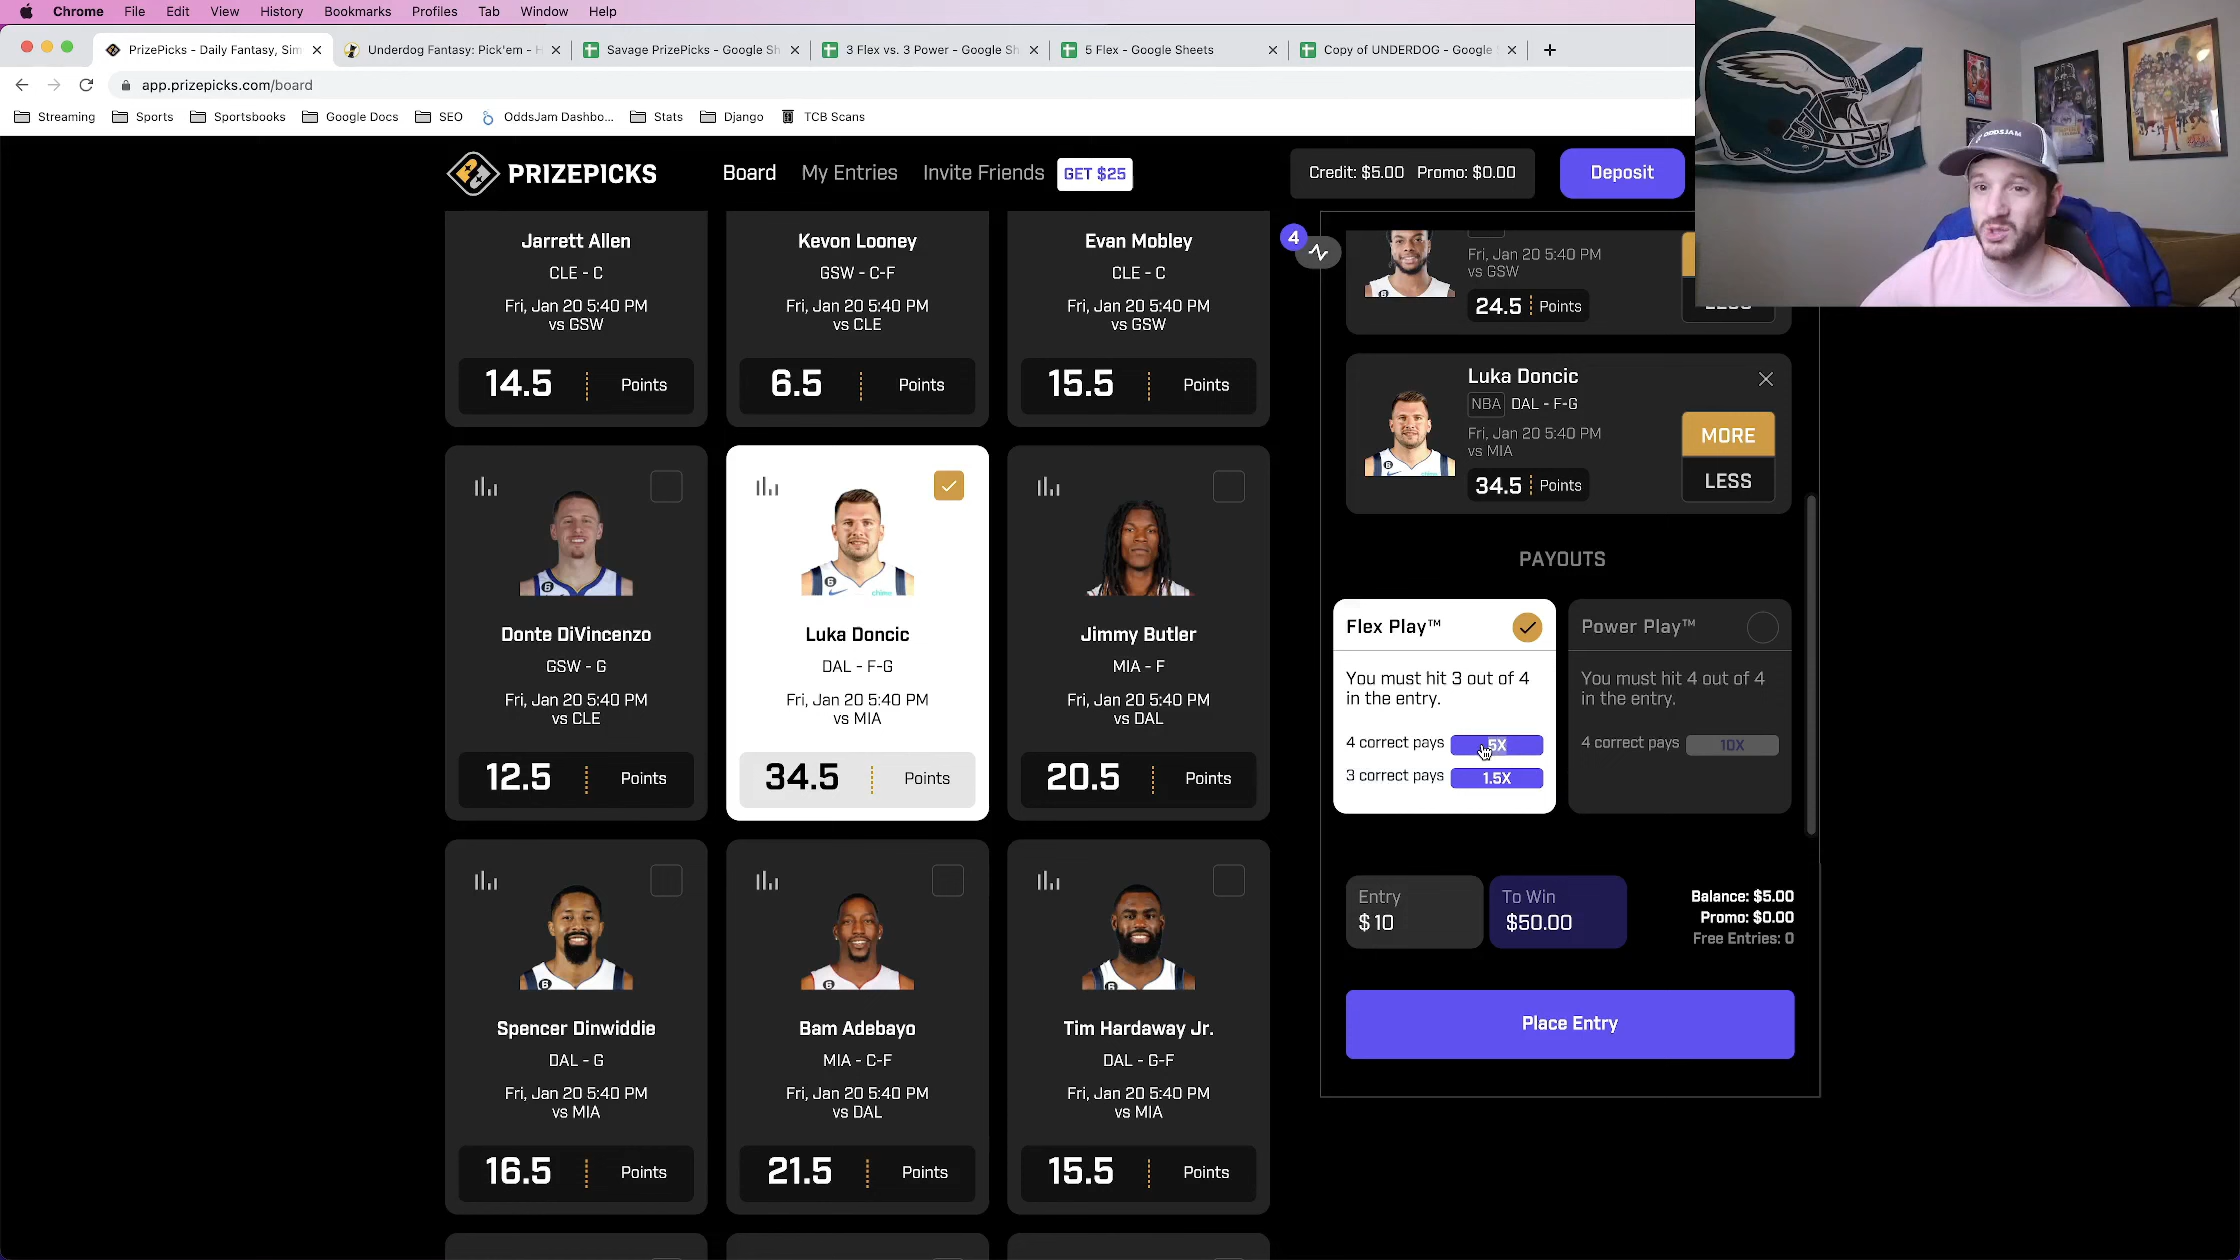 Chrome File Edit View History Bookmarks Profiles Tab Window Help
PrizePicks - Daily Fantasy, Sim
Underdog Fantasy: Pick'em - H
Savage PrizePicks - Google Sh
3 Flex vs. 3 Power - Google Sh
5 Flex - Google Sheets
Copy of UNDERDOG - Google
app.prizepicks.com/board
Streaming Sports Sportsbooks Google Docs SEO OddsJam Dashbo... Stats Django TCB Scans
PRIZEPICKS Board My Entries Invite Friends GET $25
Credit: $5.00 Promo: $0.00 Deposit
ODDSJAM
Jarrett Allen
CLE - C
Fri, Jan 20 5:40 PM
vs GSW
14.5 Points
Kevon Looney
GSW - C-F
Fri, Jan 20 5:40 PM
vs CLE
6.5 Points
Evan Mobley
CLE - C
Fri, Jan 20 5:40 PM
vs GSW
15.5 Points
Donte DiVincenzo
GSW - G
Fri, Jan 20 5:40 PM
vs CLE
12.5 Points
Luka Doncic
DAL - F-G
Fri, Jan 20 5:40 PM
vs MIA
34.5 Points
Jimmy Butler
MIA - F
Fri, Jan 20 5:40 PM
vs DAL
20.5 Points
Spencer Dinwiddie
DAL - G
Fri, Jan 20 5:40 PM
vs MIA
16.5 Points
Bam Adebayo
MIA - C-F
Fri, Jan 20 5:40 PM
vs DAL
21.5 Points
Tim Hardaway Jr.
DAL - G-F
Fri, Jan 20 5:40 PM
vs MIA
15.5 Points
4
Fri, Jan 20 5:40 PM
vs GSW
24.5 Points
LESS
Luka Doncic
NBA DAL - F-G
Fri, Jan 20 5:40 PM
vs MIA
34.5 Points
MORE
LESS
PAYOUTS
Flex Play™
You must hit 3 out of 4
in the entry.
4 correct pays 5X
3 correct pays 1.5X
Power Play™
You must hit 4 out of 4
in the entry.
4 correct pays 10X
Entry
$ 10
To Win
$50.00
Balance: $5.00
Promo: $0.00
Free Entries: 0
Place Entry